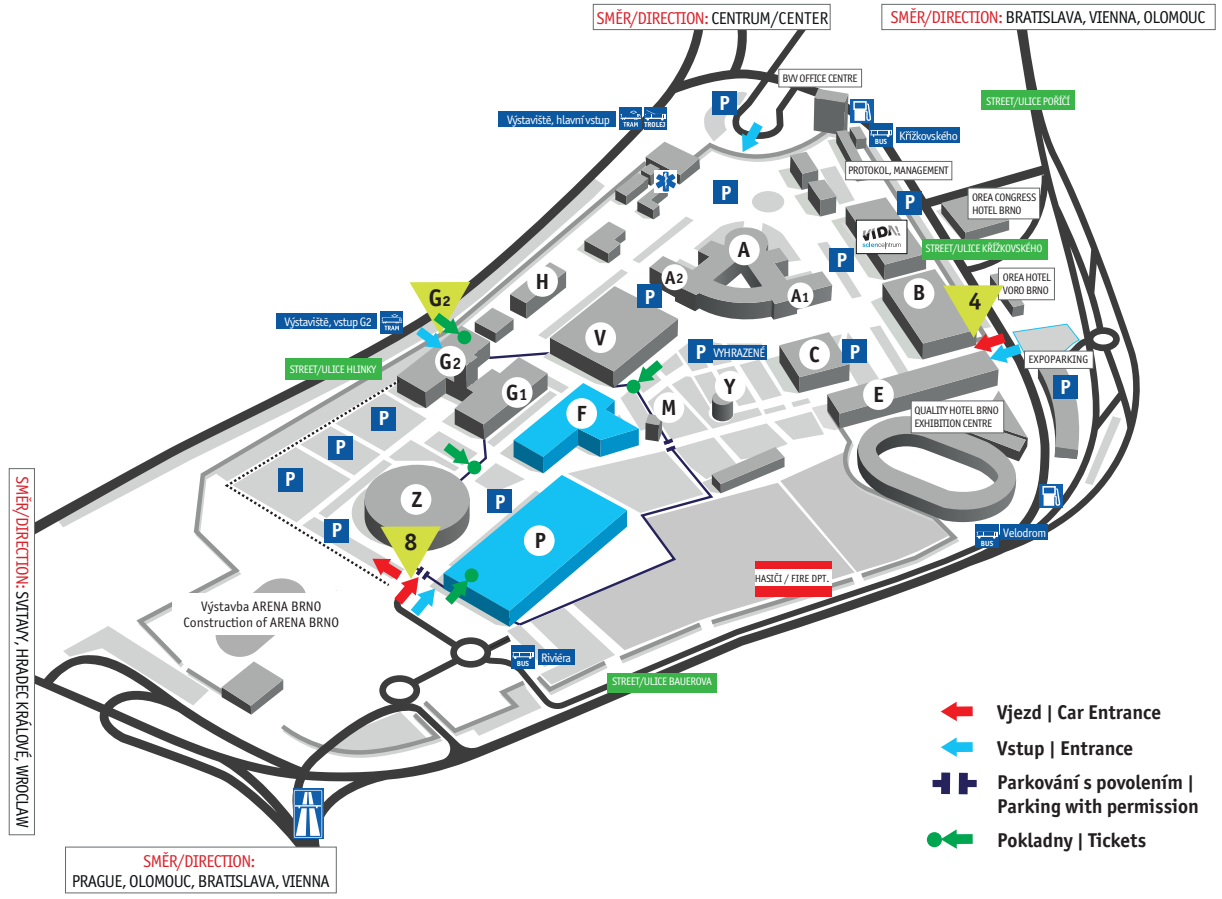 SMĚR/DIRECTION: CENTRUM/CENTER
SMĚR/DIRECTION: BRATISLAVA, VIENNA, OLOMOUC
BVV OFFICE CENTRE
P
STREET/ULICE POŘÍČÍ
Výstaviště, hlavní vstup
TRAM
TROLEJ
BUS
Křížkovského
PROTOKOL, MANAGEMENT
P
P
OREA CONGRESS
HOTEL BRNO
VIDA!
sciencentrum
STREET/ULICE KŘÍŽKOVSKÉHO
A
P
A2
H
A1
B
OREA HOTEL
VORO BRNO
G2
P
4
Výstaviště, vstup G2
TRAM
V
G2
P VYHRAZENÉ
C
P
EXPOPARKING
STREET/ULICE HLINKY
G1
Y
E
P
F
M
QUALITY HOTEL BRNO
EXHIBITION CENTRE
P
P
P
Z
P
P
8
P
BUS
Velodrom
HASIČI / FIRE DPT.
Výstavba ARENA BRNO
Construction of ARENA BRNO
BUS
Riviéra
STREET/ULICE BAUEROVA
SMĚR/DIRECTION: SVITAVY, HRADEC KRÁLOVÉ, WROCLAW
SMĚR/DIRECTION:
PRAGUE, OLOMOUC, BRATISLAVA, VIENNA
Vjezd | Car Entrance
Vstup | Entrance
Parkování s povolením |
Parking with permission
Pokladny | Tickets